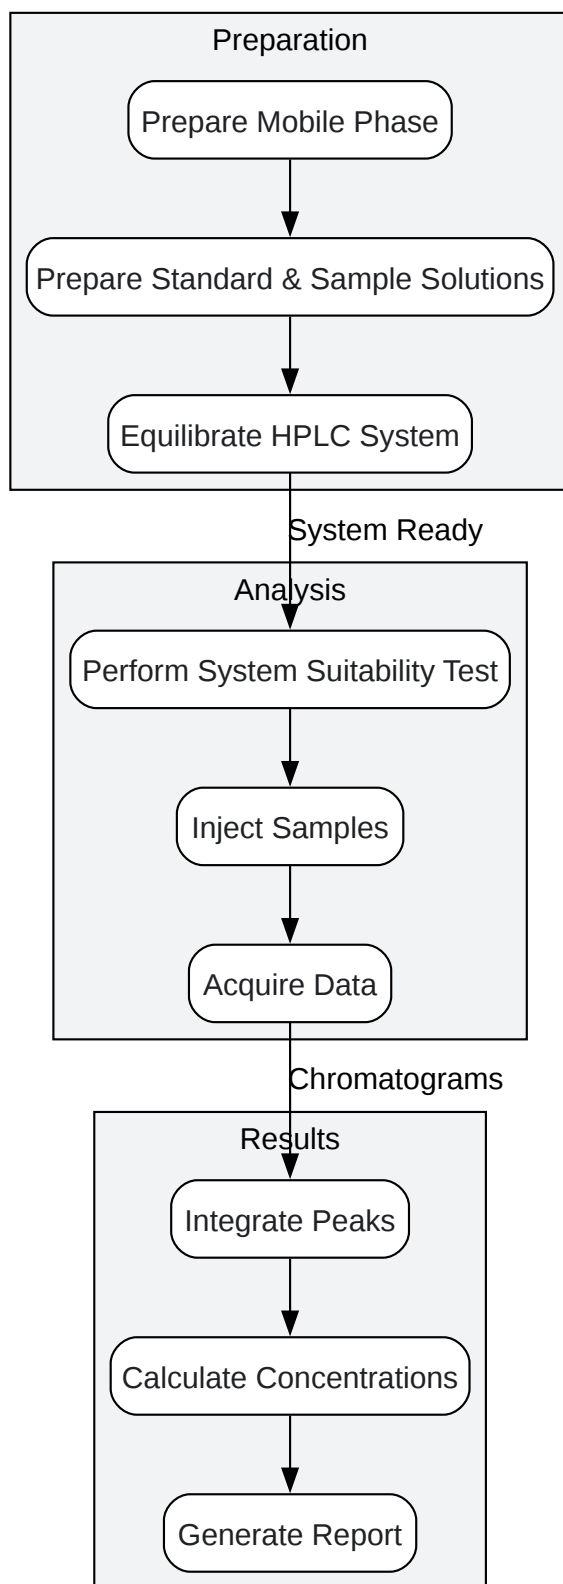 Preparation
Prepare Mobile Phase
Prepare Standard & Sample Solutions
Equilibrate HPLC System
System Ready
Analysis
Perform System Suitability Test
Inject Samples
Acquire Data
Chromatograms
Results
Integrate Peaks
Calculate Concentrations
Generate Report